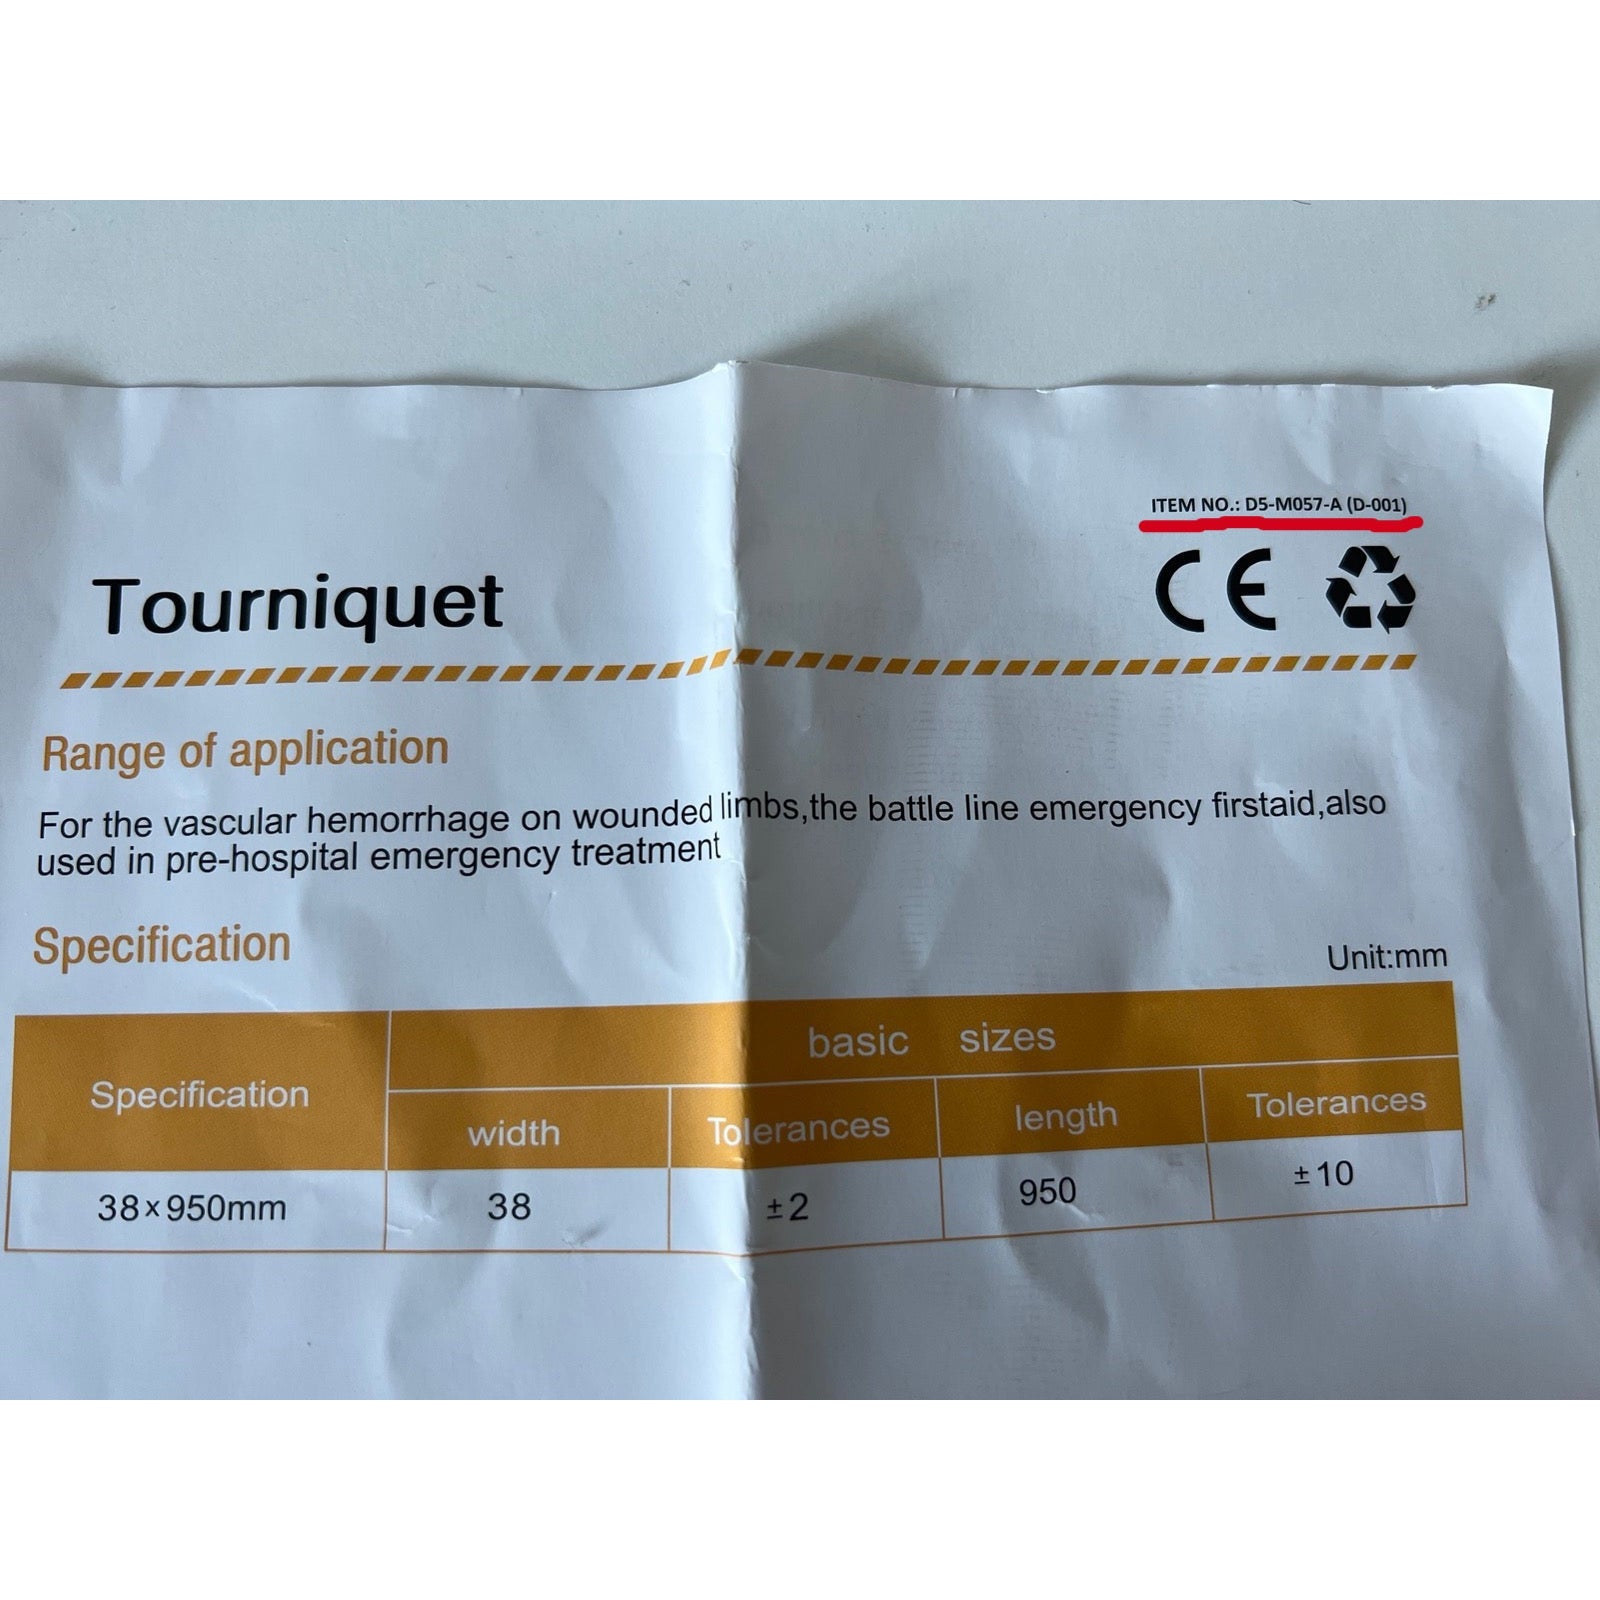 ITEM NO.: D5-M057-A (D-001)
CE
Tourniquet
Range of application
For the vascular hemorrhage on wounded limbs,the battle line emergency firstaid,also
used in pre-hospital emergency treatment
Specification
Unit:mm
Specification
basic sizes
width
Tolerances
length
Tolerances
38×950mm
38
±2
950
±10